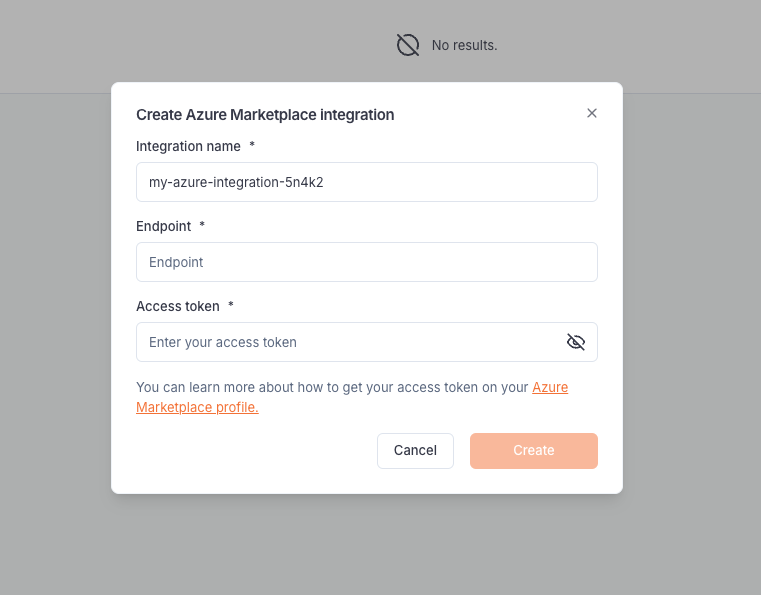 No results.
Create Azure Marketplace integration
Integration name *
my-azure-integration-5n4k2
Endpoint *
Endpoint
Access token *
Enter your access token
You can learn more about how to get your access token on your Azure
Marketplace profile.
Cancel Create